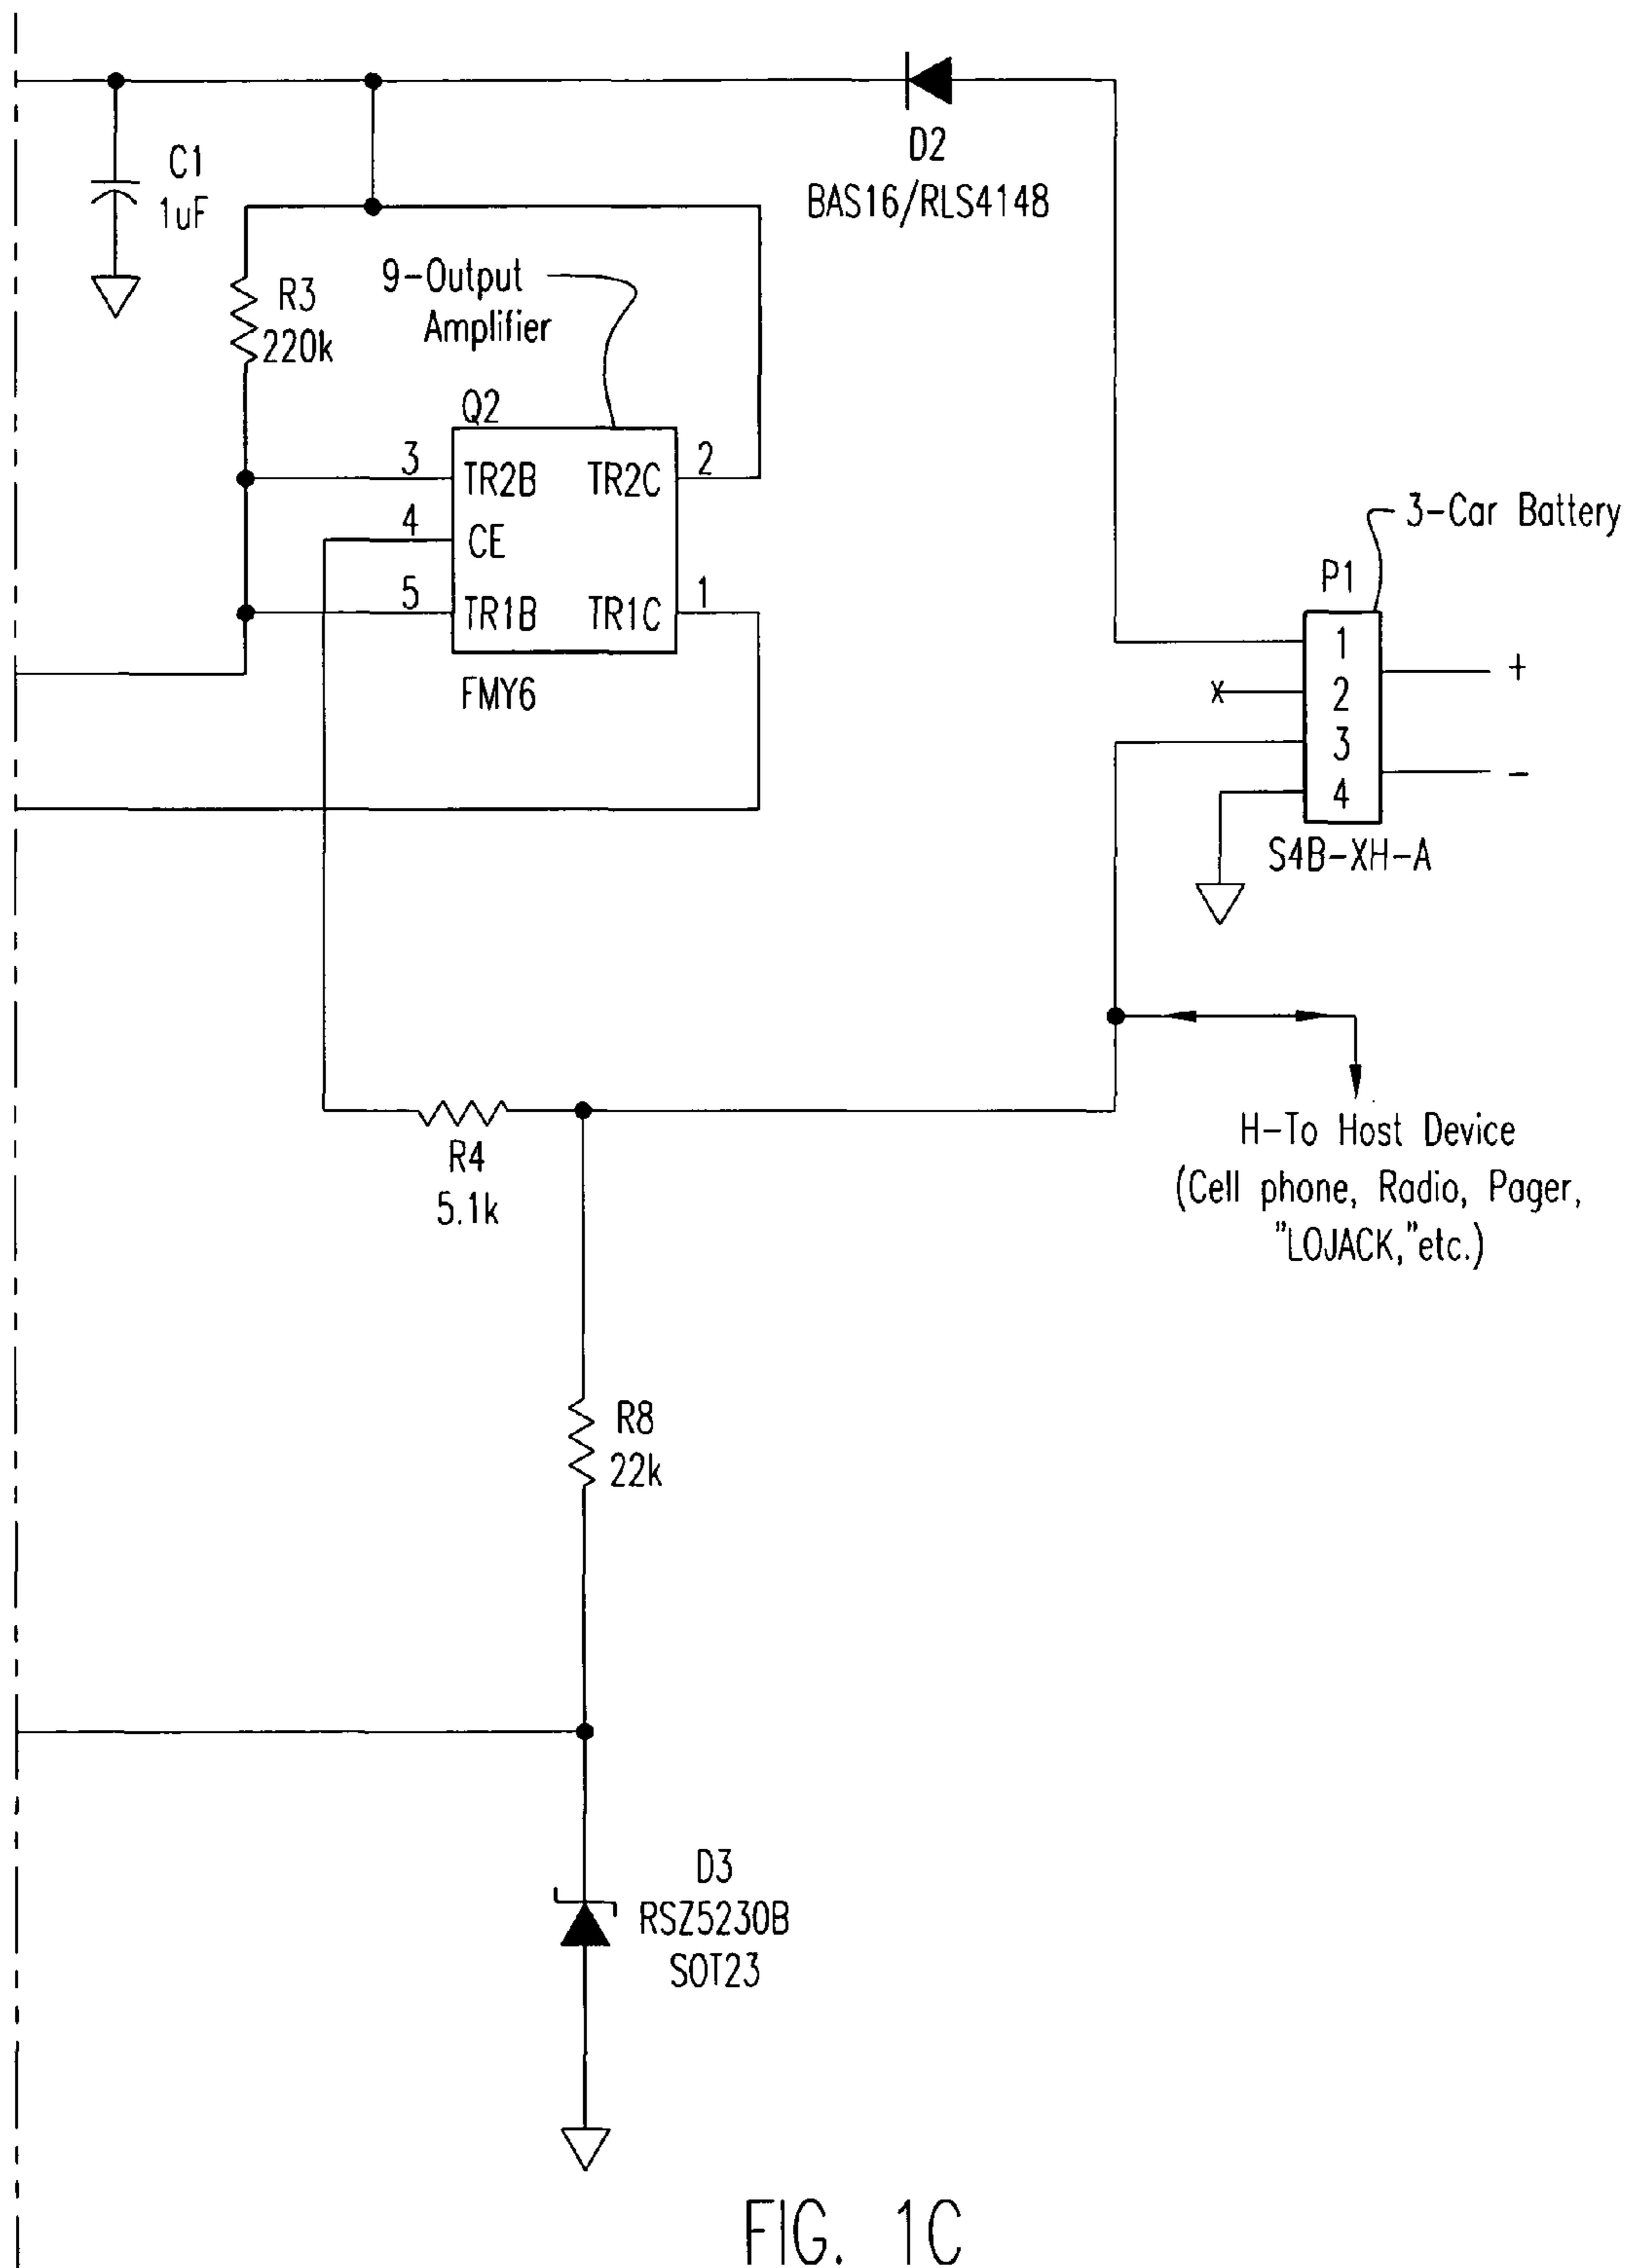 D2
BAS16/RLS4148
C1
1uF
R3
220k
9-Output
Amplifier
Q2
3 TR2B TR2C 2
4 CE
5 TR1B TR1C 1
FMY6
3-Car Battery
P1
1
+
x 2
3
-
4
S4B-XH-A
R4
5.1k
H-To Host Device
(Cell phone, Radio, Pager,
"LOJACK,"etc.)
R8
22k
D3
RSZ5230B
SOT23
FIG. 1C